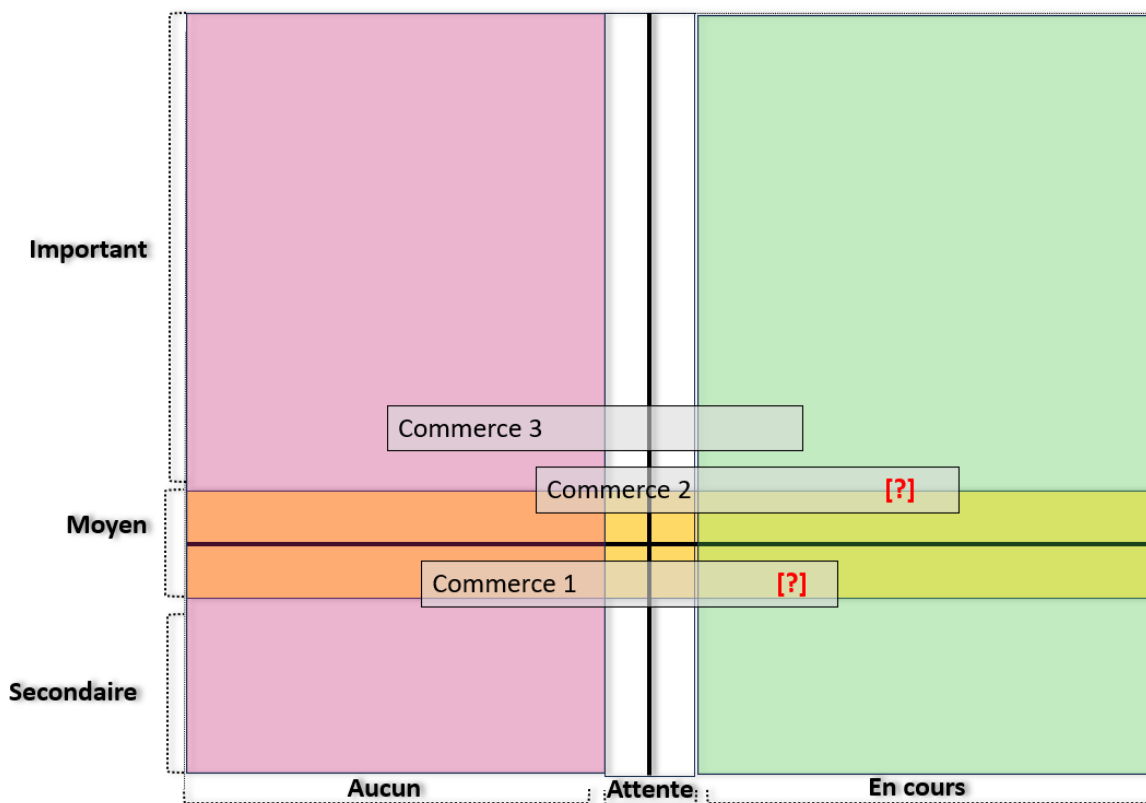 Important
Commerce 3
Commerce 2 [?]
Moyen
Commerce 1 [?]
Secondaire
Aucun Attente En cours